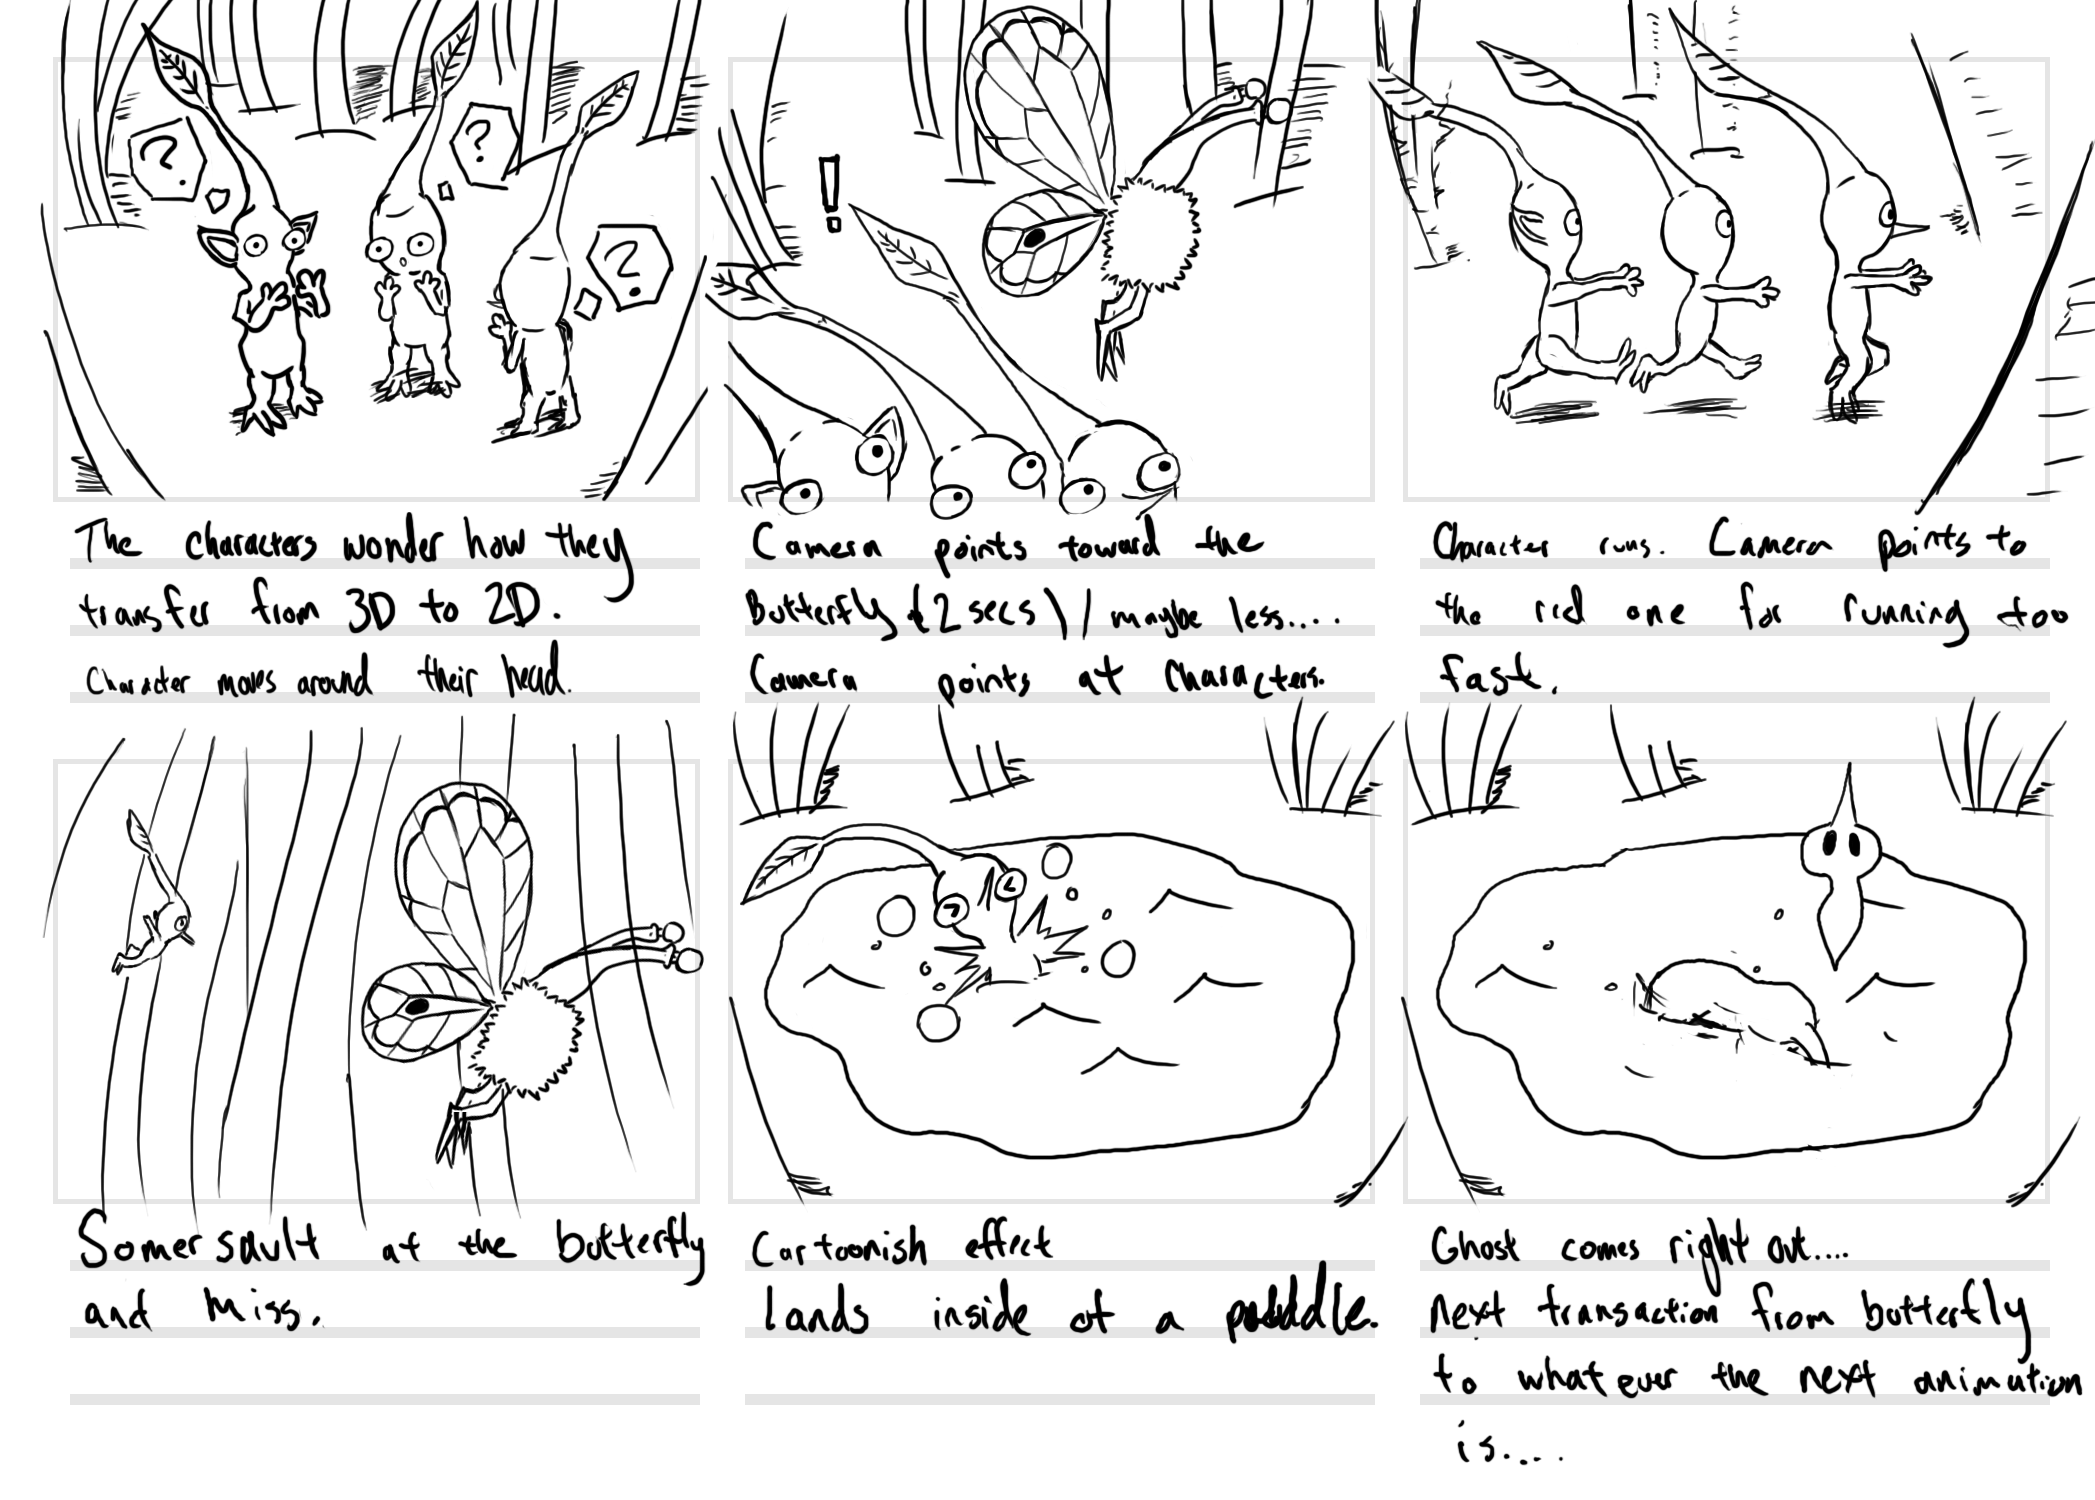 ?
?
?
The characters wonder how they
transfer from 3D to 2D.
Character moves around their head.
!
Camera points toward the
Butterfly (2 secs) / maybe less....
Camera points at characters.
Character runs. Camera points to
the red one for running too
fast.
Somersault at the butterfly
and miss.
Cartoonish effect
lands inside of a puddle.
Ghost comes right out....
next transaction from butterfly
to whatever the next animation
is.....